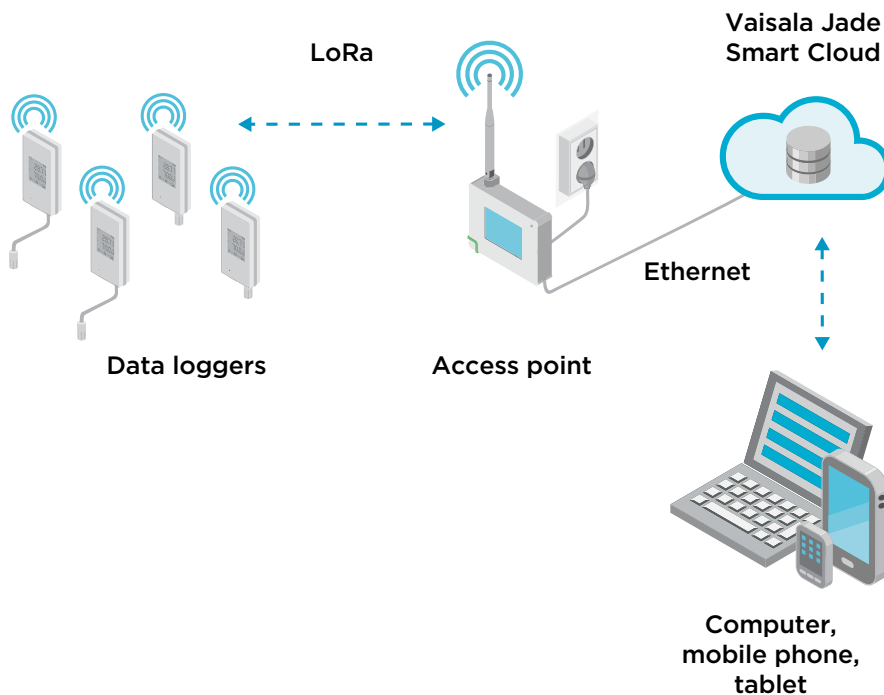 LoRa
Vaisala Jade
Smart Cloud
Ethernet
Data loggers
Access point
Computer,
mobile phone,
tablet